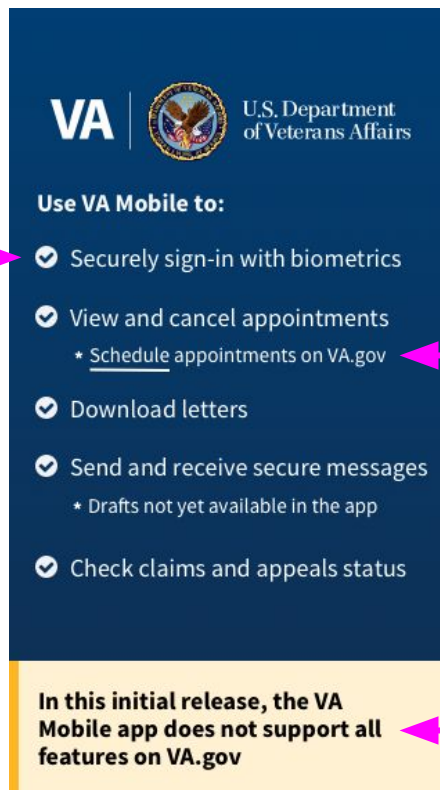 VA
U.S. Department
of Veterans Affairs
Use VA Mobile to:
Securely sign-in with biometrics
View and cancel appointments
* Schedule appointments on VA.gov
Download letters
Send and receive secure messages
* Drafts not yet available in the app
Check claims and appeals status
In this initial release, the VA
Mobile app does not support all
features on VA.gov